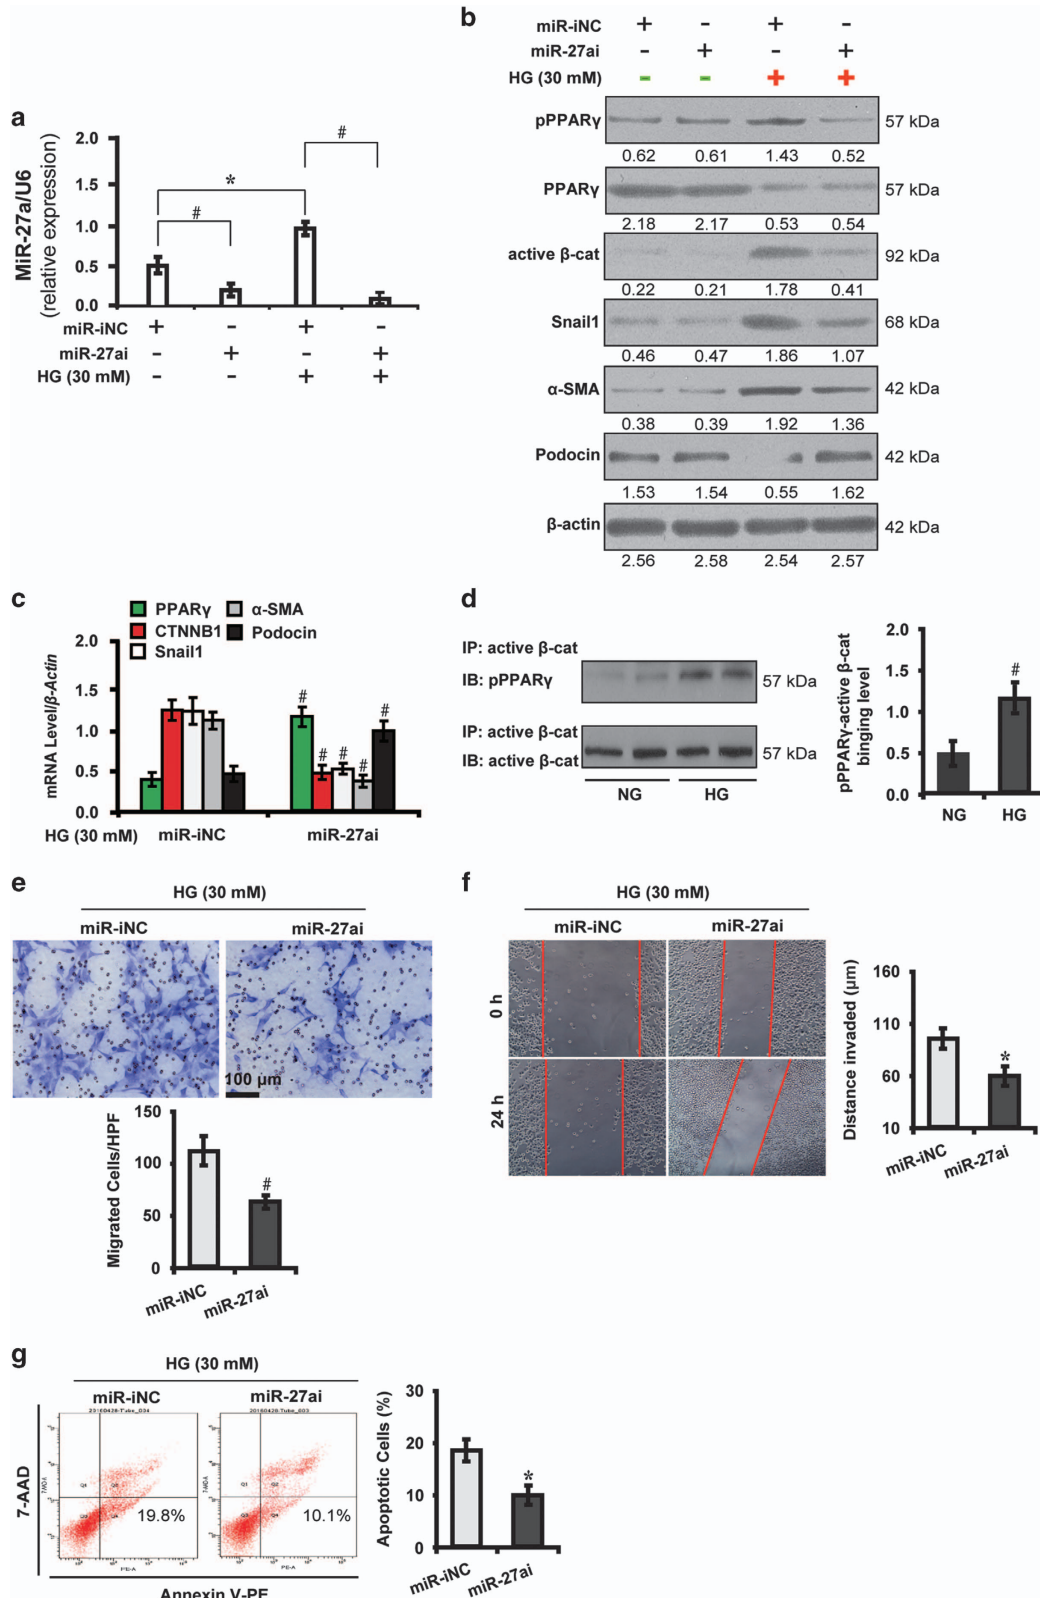 a
2.0
1.5
1.0
0.5
0.0
MiR-27a/U6
(relative expression)
#
*
#
miR-iNC + - + -
miR-27ai - + - +
HG (30 mM) - - + +
b
miR-iNC + - + -
miR-27ai - + - +
HG (30 mM) - - + +
pPPARγ 57 kDa
0.62 0.61 1.43 0.52
PPARγ 57 kDa
2.18 2.17 0.53 0.54
active β-cat 92 kDa
0.22 0.21 1.78 0.41
Snail1 68 kDa
0.46 0.47 1.86 1.07
α-SMA 42 kDa
0.38 0.39 1.92 1.36
Podocin 42 kDa
1.53 1.54 0.55 1.62
β-actin 42 kDa
2.56 2.58 2.54 2.57
c
PPARγ α-SMA
CTNNB1 Podocin
Snail1
mRNA Level/β-Actin
2.0
1.5
1.0
0.5
0.0
# # # # #
HG (30 mM) miR-iNC miR-27ai
d
IP: active β-cat
IB: pPPARγ 57 kDa
IP: active β-cat
IB: active β-cat 57 kDa
NG HG
pPPARγ-active β-cat
binging level
2.0
1.5
1.0
0.5
0.0
#
NG HG
e
HG (30 mM)
miR-iNC miR-27ai
100 µm
Migrated Cells/HPF
150
100
50
0
#
miR-iNC miR-27ai
f
HG (30 mM)
miR-iNC miR-27ai
0 h
24 h
Distance invaded (µm)
160
110
60
10
*
miR-iNC miR-27ai
g
HG (30 mM)
miR-iNC miR-27ai
7-AAD
19.8% 10.1%
PE-A PE-A
Annexin V-PE
Apoptotic Cells (%)
30
20
10
0
*
miR-iNC miR-27ai